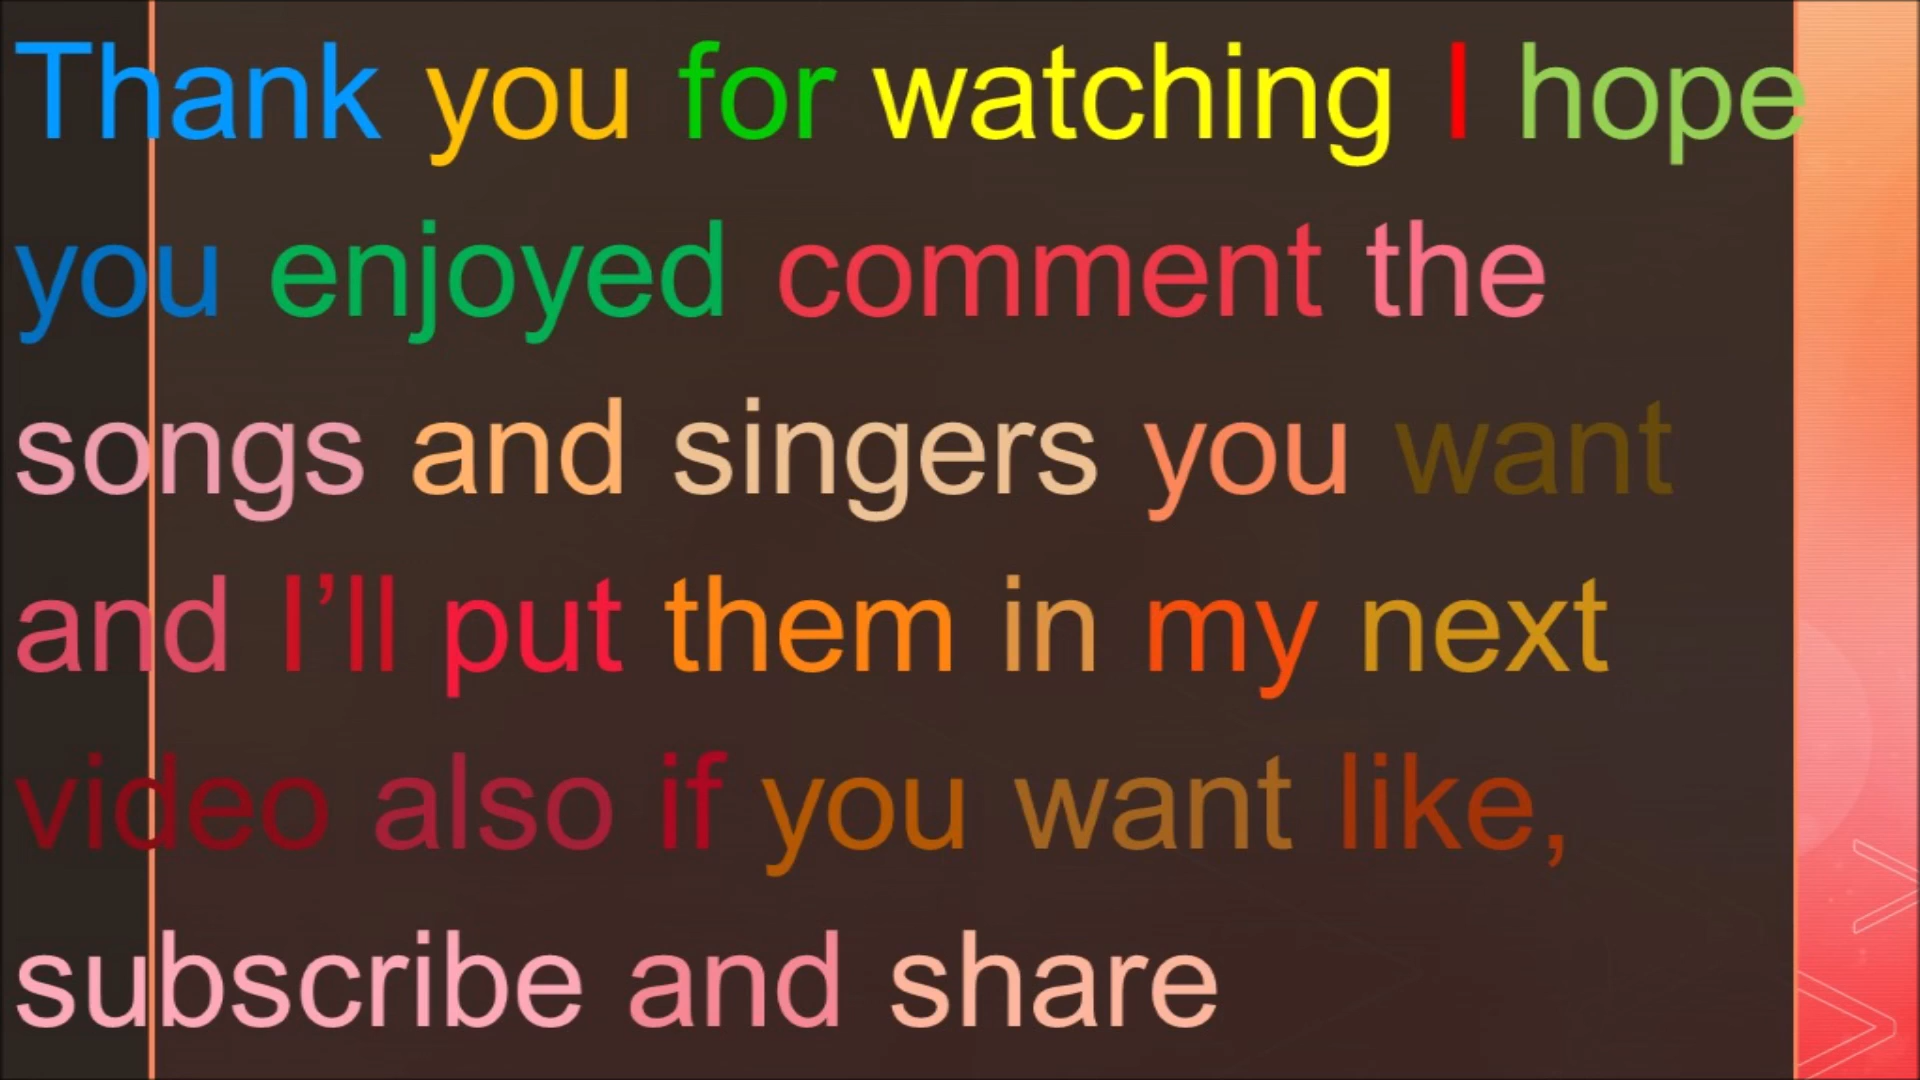 Thank you for watching I hope
you enjoyed comment the
songs and singers you want
and I’ll put them in my next
video also if you want like,
subscribe and share